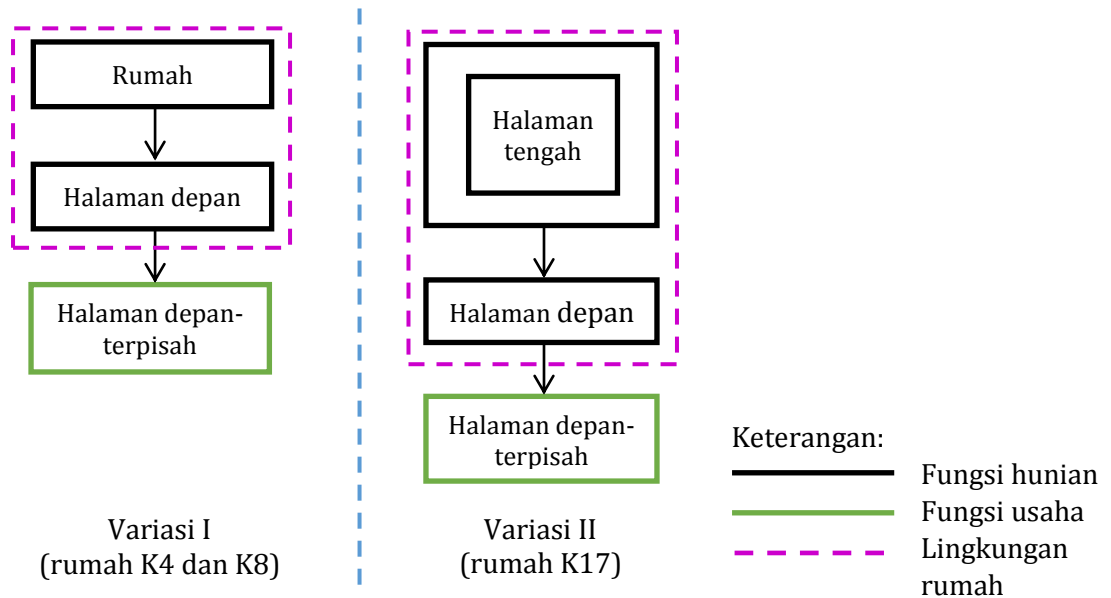 Rumah
Halaman depan
Halaman depan-
terpisah
Variasi I
(rumah K4 dan K8)
Halaman
tengah
Halaman depan
Halaman depan-
terpisah
Variasi II
(rumah K17)
Keterangan:
Fungsi hunian
Fungsi usaha
Lingkungan
rumah